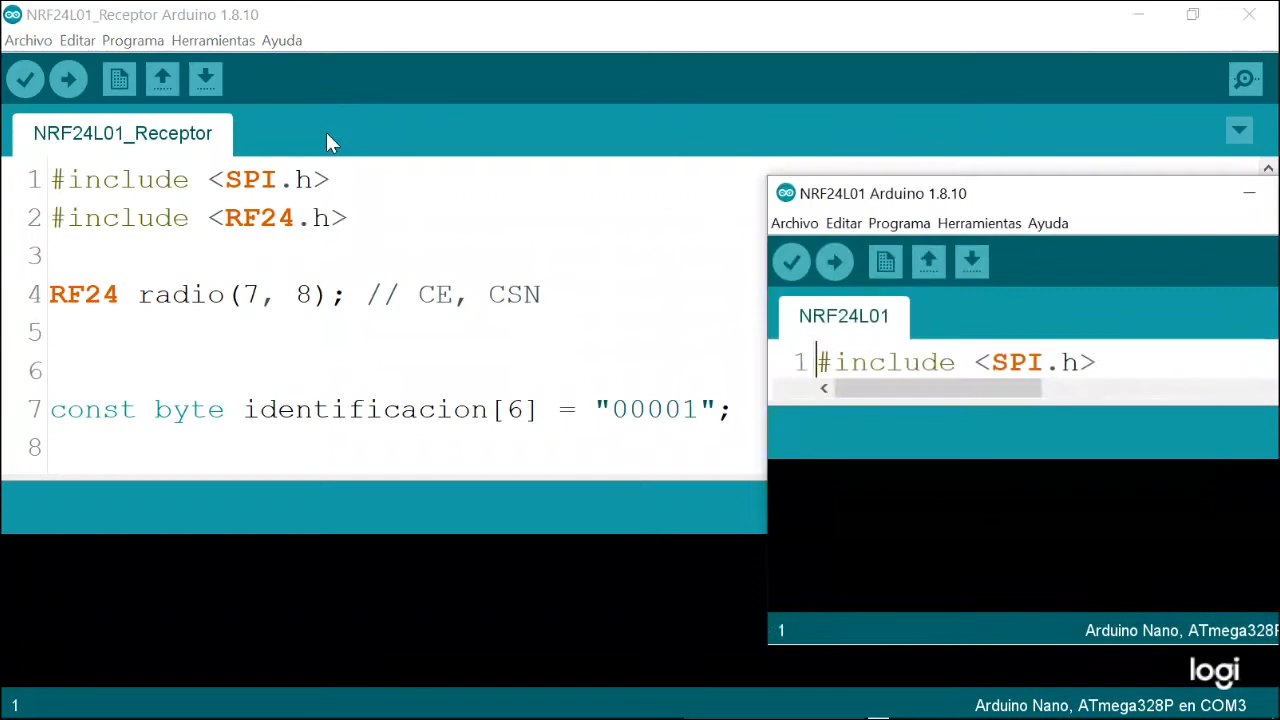 NRF24L01_Receptor Arduino 1.8.10
Archivo Editar Programa Herramientas Ayuda
NRF24L01_Receptor
1 #include <SPI.h>
2 #include <RF24.h>
3
4 RF24 radio(7, 8); // CE, CSN
5
6
7 const byte identificacion[6] = "00001";
8
NRF24L01 Arduino 1.8.10
Archivo Editar Programa Herramientas Ayuda
NRF24L01
1 #include <SPI.h>
1
Arduino Nano, ATmega328P
logi
1
Arduino Nano, ATmega328P en COM3